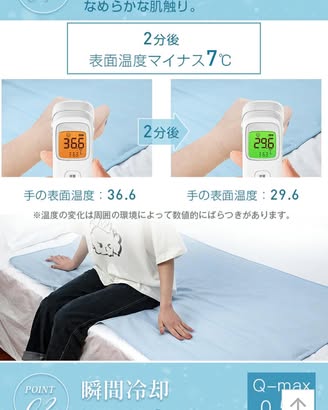 なめらかな肌触り。
2分後
表面温度マイナス7℃
36.6
2分後
29.6
手の表面温度：36.6
手の表面温度：29.6
※温度の変化は周囲の環境によって数値的にばらつきがあります。
POINT
瞬間冷却
Q-max